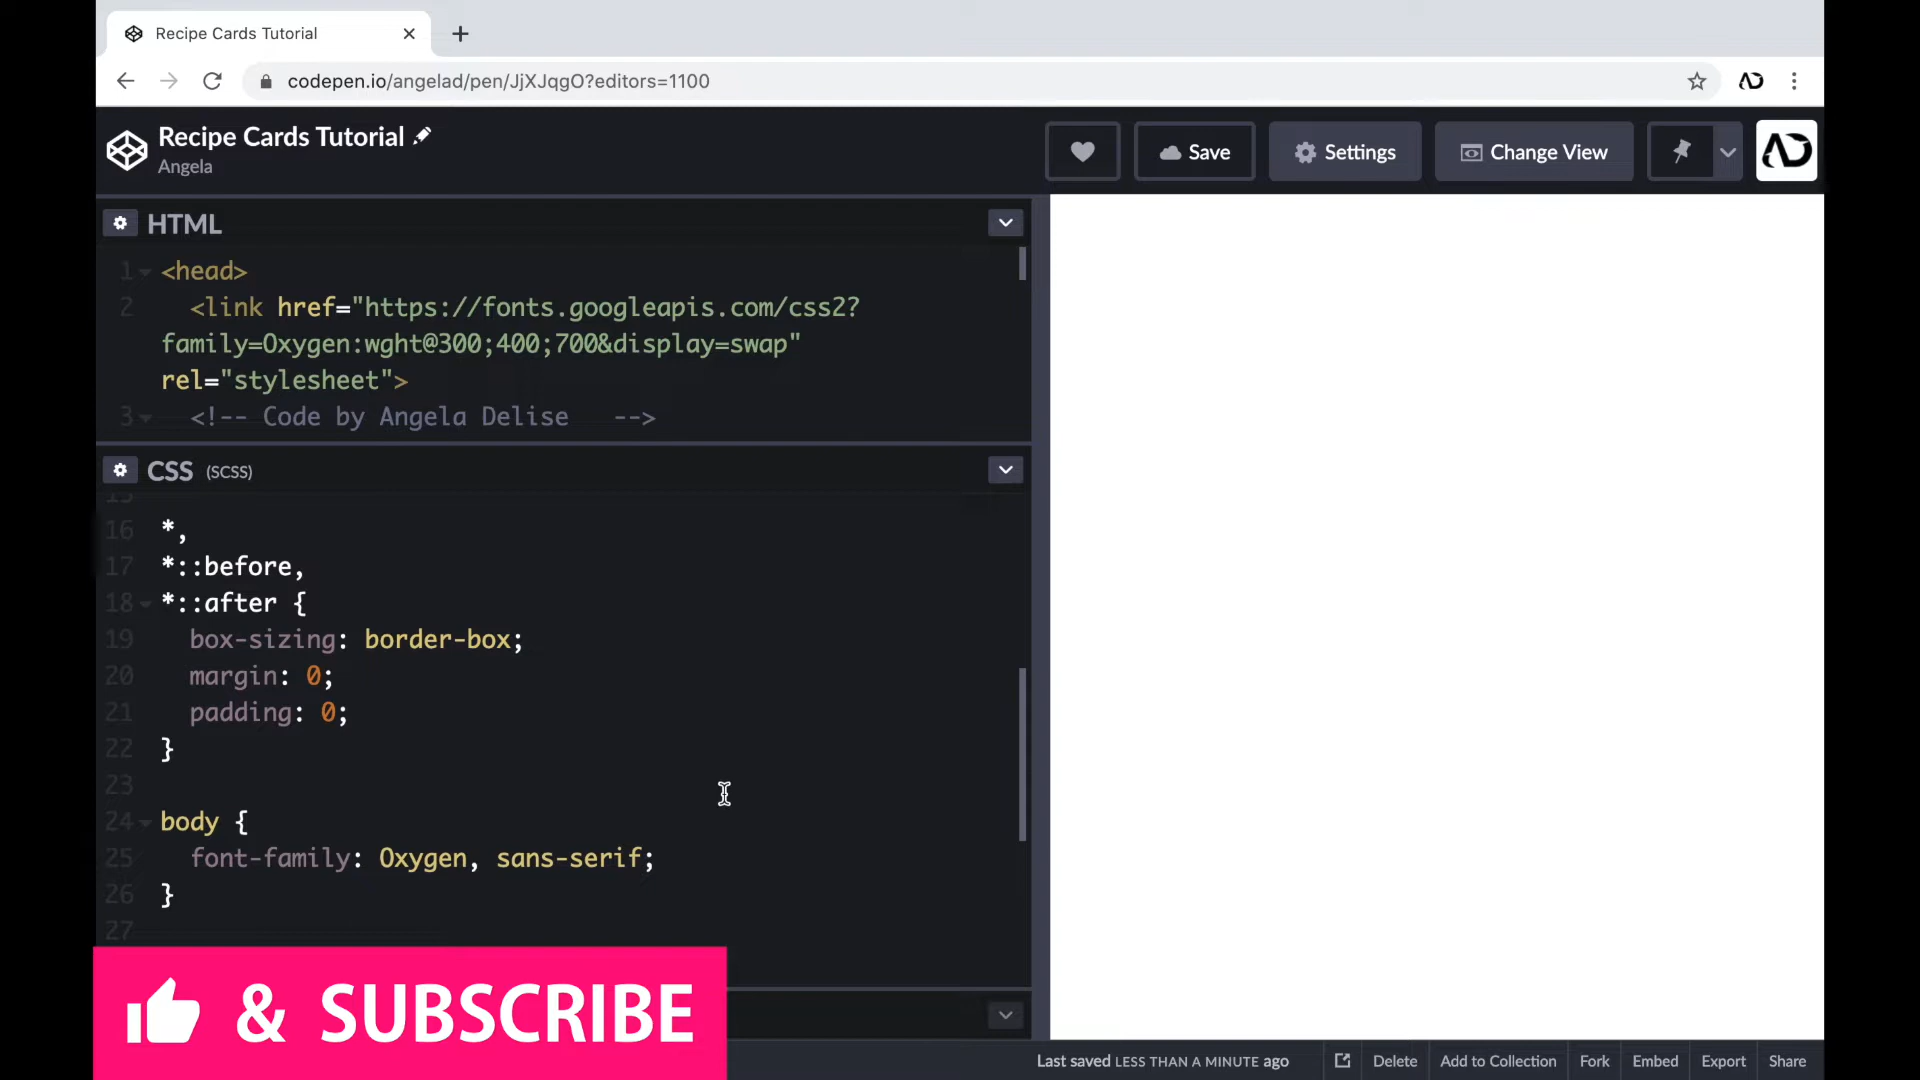 Recipe Cards Tutorial
codepen.io/angelad/pen/JjXJqgO?editors=1100
Recipe Cards Tutorial
Angela
Save
Settings
Change View
HTML
1 <head>
2 <link href="https://fonts.googleapis.com/css2?
family=Oxygen:wght@300;400;700&display=swap"
rel="stylesheet">
3 <!-- Code by Angela Delise -->
CSS (SCSS)
15
16 *,
17 *::before,
18 *::after {
19 box-sizing: border-box;
20 margin: 0;
21 padding: 0;
22 }
23
24 body {
25 font-family: Oxygen, sans-serif;
26 }
27
& SUBSCRIBE
Last saved LESS THAN A MINUTE ago
Delete
Add to Collection
Fork
Embed
Export
Share